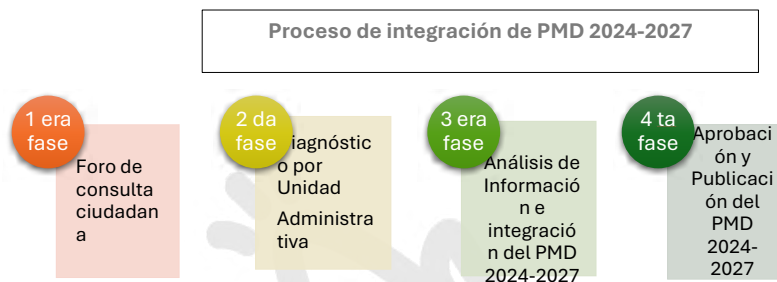 Proceso de integración de PMD 2024-2027
1 era
fase
Foro de
consulta
ciudadan
a
2 da
fase
iagnóstic
o por
Unidad
Administra
tiva
3 era
fase
Análisis de
Informació
n e
integració
n del PMD
2024-2027
4 ta
fase
Aprobaci
ón y
Publicaci
ón del
PMD
2024-
2027